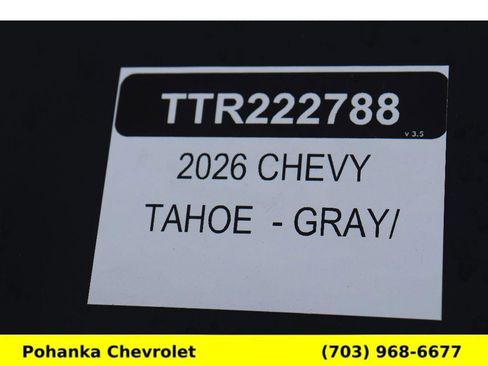 TTR222788
v 3.5
2026 CHEVY
TAHOE - GRAY/
Pohanka Chevrolet (703) 968-6677